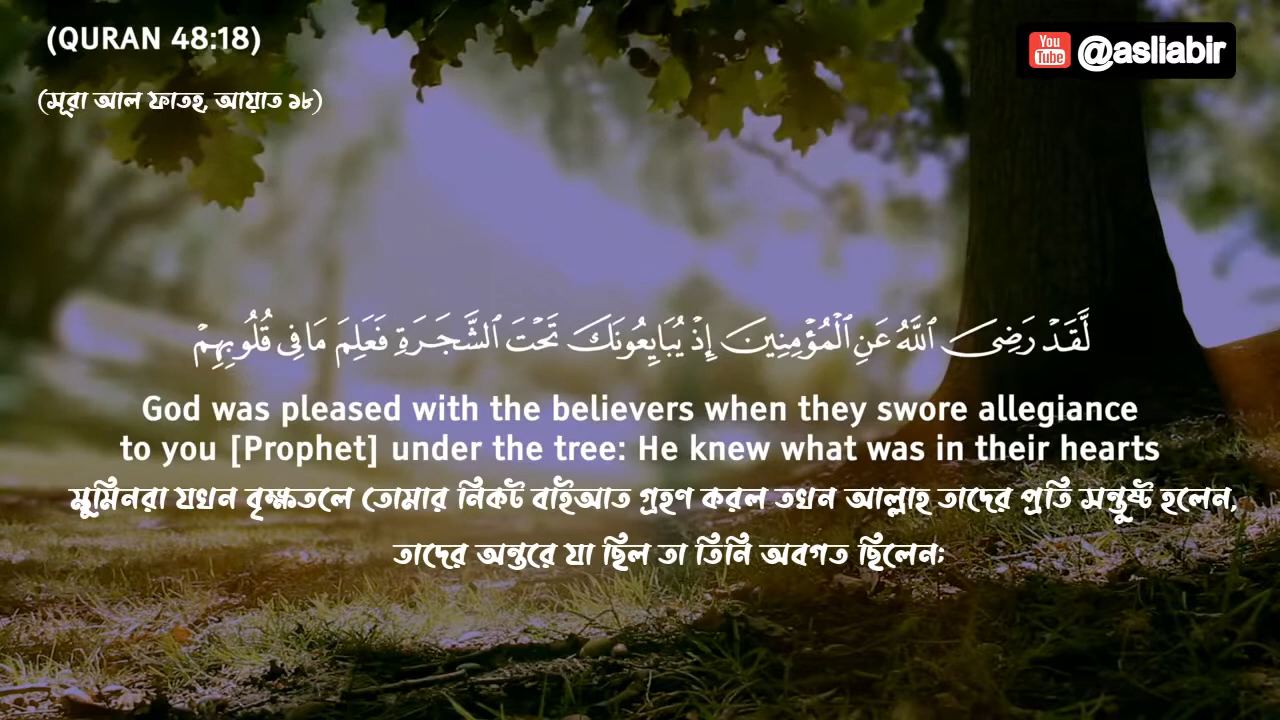 (QURAN 48:18)
You Tube @asliabir
(সূরা আল ফাতহ, আয়াত ১৮)
لَّقَدْ رَضِىَ ٱللَّهُ عَنِ ٱلْمُؤْمِنِينَ إِذْ يُبَايِعُونَكَ تَحْتَ ٱلشَّجَرَةِ فَعَلِمَ مَا فِى قُلُوبِهِمْ
God was pleased with the believers when they swore allegiance
to you [Prophet] under the tree: He knew what was in their hearts
মুমিনরা যখন বৃক্ষতলে তোমার নিকট বাইআত গ্রহণ করল তখন আল্লাহ তাদের প্রতি সন্তুষ্ট হলেন,
তাদের অন্তরে যা ছিল তা তিনি অবগত ছিলেন;